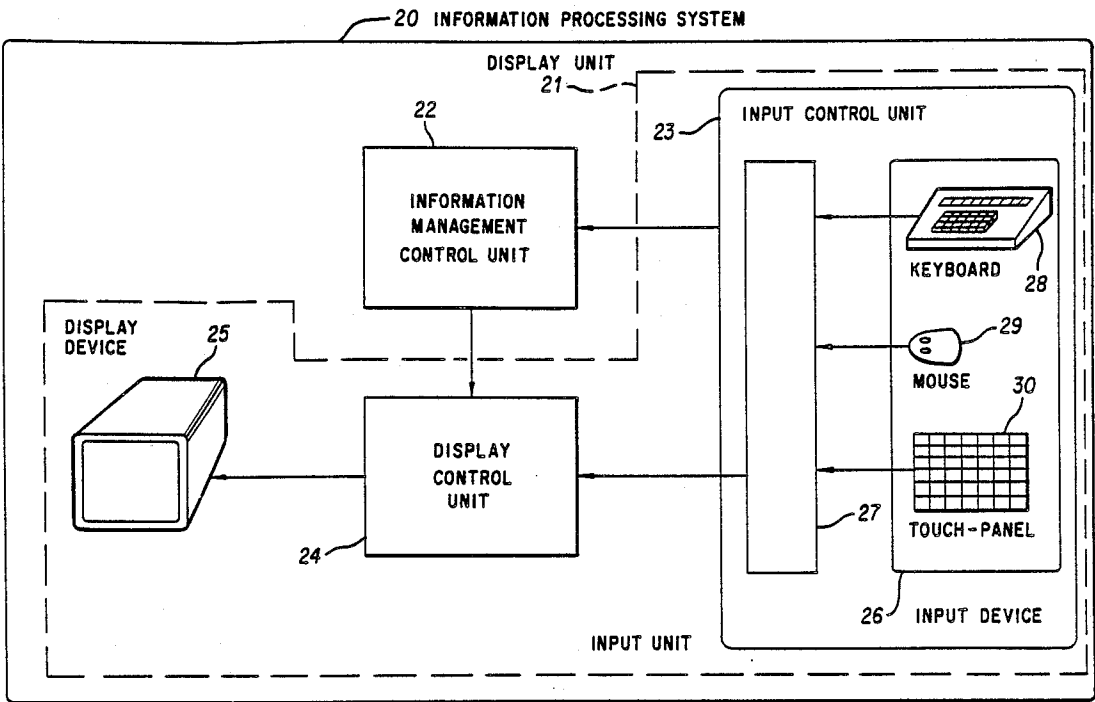 20 INFORMATION PROCESSING SYSTEM
DISPLAY UNIT
21
22
INFORMATION
MANAGEMENT
CONTROL UNIT
23
INPUT CONTROL UNIT
KEYBOARD
28
29
MOUSE
30
TOUCH-PANEL
27
26
INPUT DEVICE
DISPLAY
DEVICE
25
DISPLAY
CONTROL
UNIT
24
INPUT UNIT